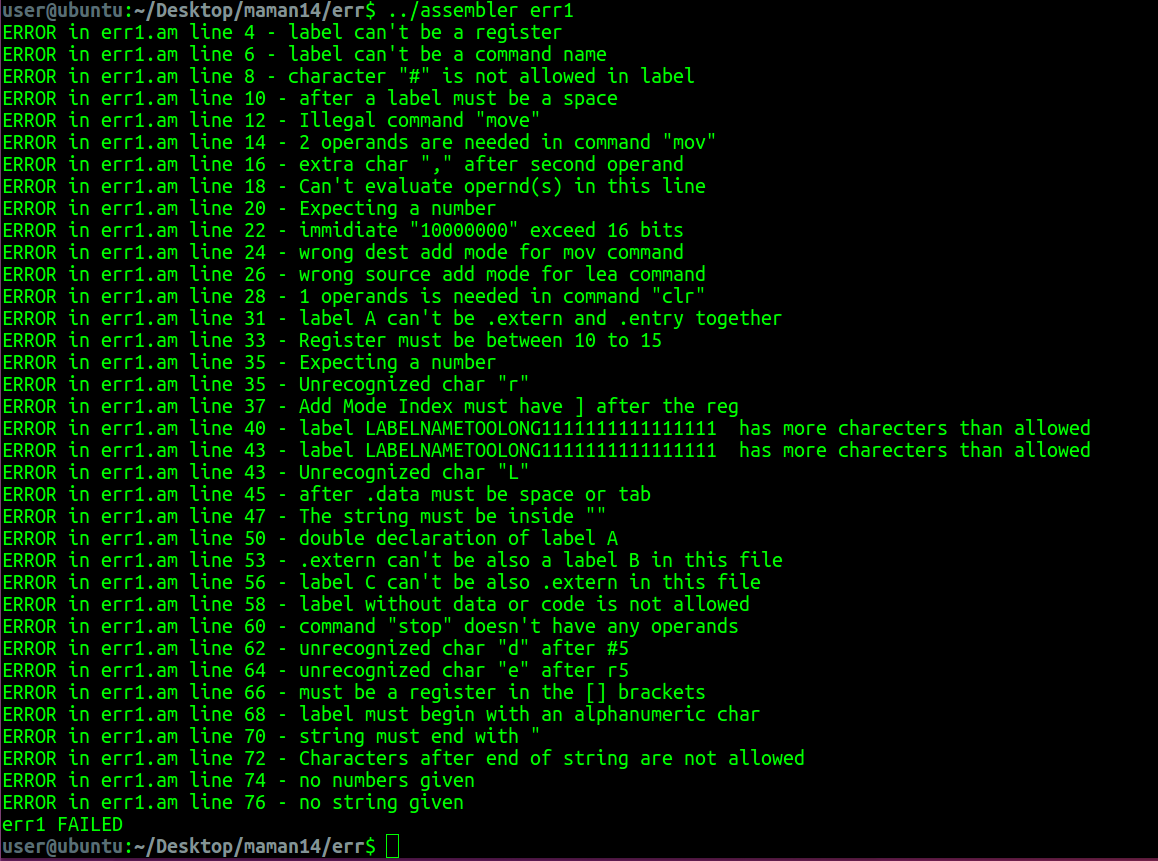 user@ubuntu:~/Desktop/maman14/err$ ../assembler err1
ERROR in err1.am line 4 - label can't be a register
ERROR in err1.am line 6 - label can't be a command name
ERROR in err1.am line 8 - character "#" is not allowed in label
ERROR in err1.am line 10 - after a label must be a space
ERROR in err1.am line 12 - Illegal command "move"
ERROR in err1.am line 14 - 2 operands are needed in command "mov"
ERROR in err1.am line 16 - extra char "," after second operand
ERROR in err1.am line 18 - Can't evaluate opernd(s) in this line
ERROR in err1.am line 20 - Expecting a number
ERROR in err1.am line 22 - immidiate "10000000" exceed 16 bits
ERROR in err1.am line 24 - wrong dest add mode for mov command
ERROR in err1.am line 26 - wrong source add mode for lea command
ERROR in err1.am line 28 - 1 operands is needed in command "clr"
ERROR in err1.am line 31 - label A can't be .extern and .entry together
ERROR in err1.am line 33 - Register must be between 10 to 15
ERROR in err1.am line 35 - Expecting a number
ERROR in err1.am line 35 - Unrecognized char "r"
ERROR in err1.am line 37 - Add Mode Index must have ] after the reg
ERROR in err1.am line 40 - label LABELNAMETOOLONG1111111111111111  has more charecters than allowed
ERROR in err1.am line 43 - label LABELNAMETOOLONG1111111111111111  has more charecters than allowed
ERROR in err1.am line 43 - Unrecognized char "L"
ERROR in err1.am line 45 - after .data must be space or tab
ERROR in err1.am line 47 - The string must be inside ""
ERROR in err1.am line 50 - double declaration of label A
ERROR in err1.am line 53 - .extern can't be also a label B in this file
ERROR in err1.am line 56 - label C can't be also .extern in this file
ERROR in err1.am line 58 - label without data or code is not allowed
ERROR in err1.am line 60 - command "stop" doesn't have any operands
ERROR in err1.am line 62 - unrecognized char "d" after #5
ERROR in err1.am line 64 - unrecognized char "e" after r5
ERROR in err1.am line 66 - must be a register in the [] brackets
ERROR in err1.am line 68 - label must begin with an alphanumeric char
ERROR in err1.am line 70 - string must end with "
ERROR in err1.am line 72 - Characters after end of string are not allowed
ERROR in err1.am line 74 - no numbers given
ERROR in err1.am line 76 - no string given
err1 FAILED
user@ubuntu:~/Desktop/maman14/err$